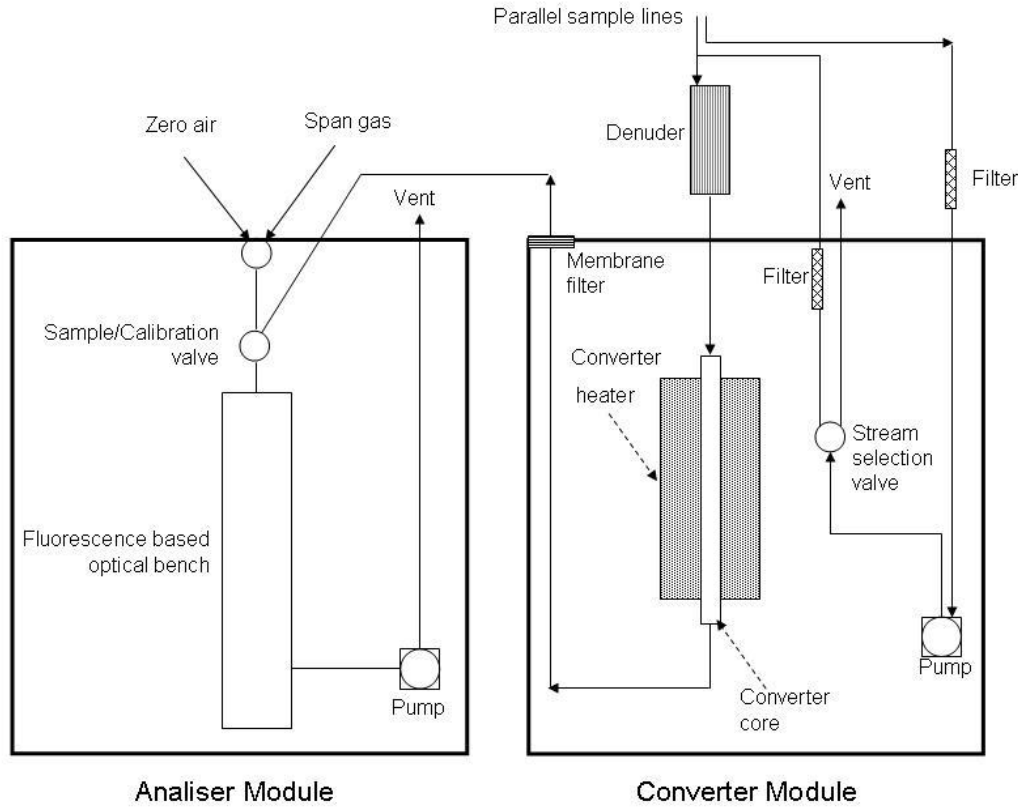 Parallel sample lines
Zero air
Span gas
Denuder
Vent
Vent
Filter
Membrane
filter
Filter
Sample/Calibration
valve
Converter
heater
Stream
selection
valve
Fluorescence based
optical bench
Pump
Pump
Converter
core
Analiser Module
Converter Module